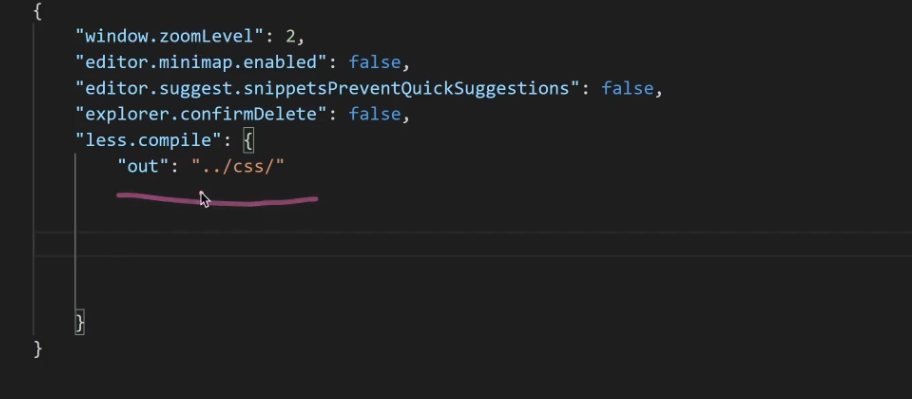 {
"window.zoomLevel": 2,
"editor.minimap.enabled": false,
"editor.suggest.snippetsPreventQuickSuggestions": false,
"explorer.confirmDelete": false,
"less.compile": {
"out": "../css/"
}
}